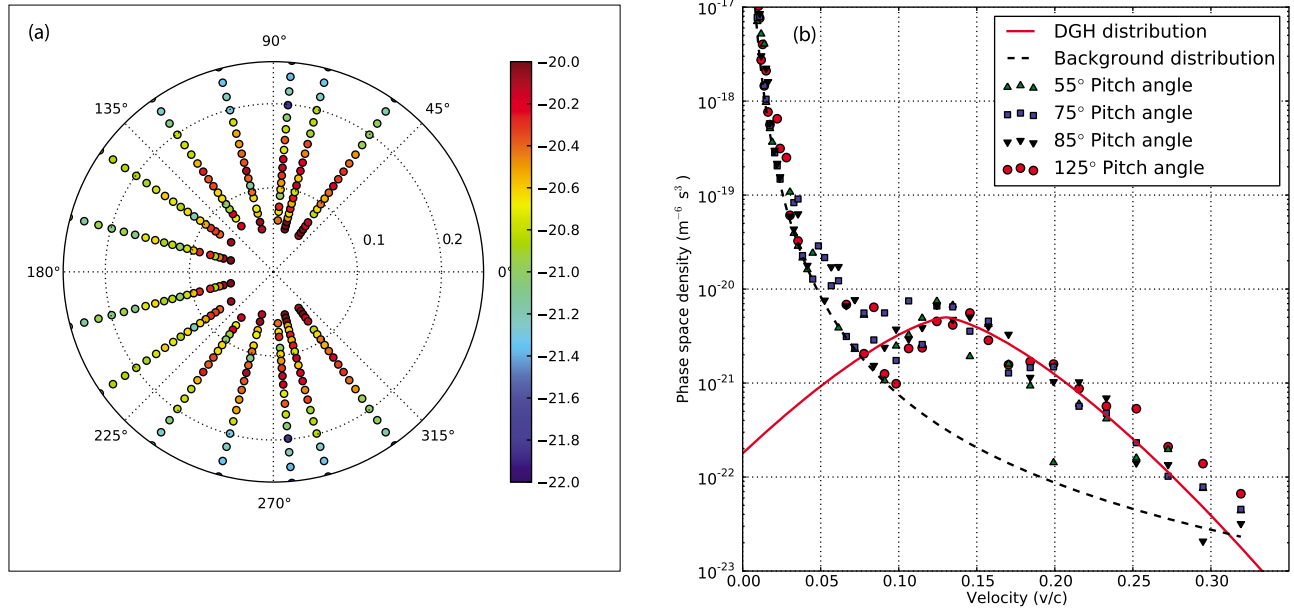 (a)
90°
135°
45°
180°
0°
0.1
0.2
225°
315°
270°
−20.0
−20.2
−20.4
−20.6
−20.8
−21.0
−21.2
−21.4
−21.6
−21.8
−22.0
(b)
DGH distribution
Background distribution
55° Pitch angle
75° Pitch angle
85° Pitch angle
125° Pitch angle
Phase space density (m⁻⁶ s³)
10⁻¹⁷
10⁻¹⁸
10⁻¹⁹
10⁻²⁰
10⁻²¹
10⁻²²
10⁻²³
0.00 0.05 0.10 0.15 0.20 0.25 0.30
Velocity (v/c)